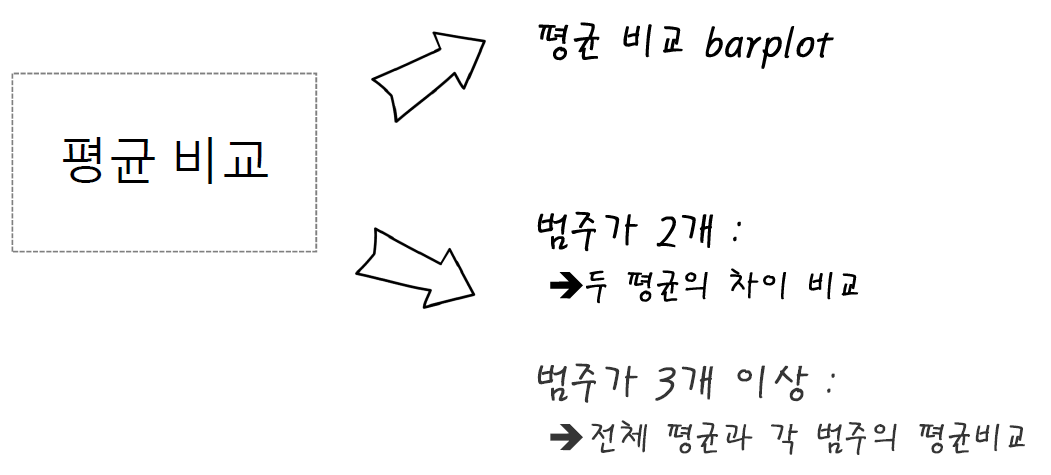 평균 비교
평균 비교 barplot
범주가 2개 :
➔두 평균의 차이 비교
범주가 3개 이상 :
➔전체 평균과 각 범주의 평균비교